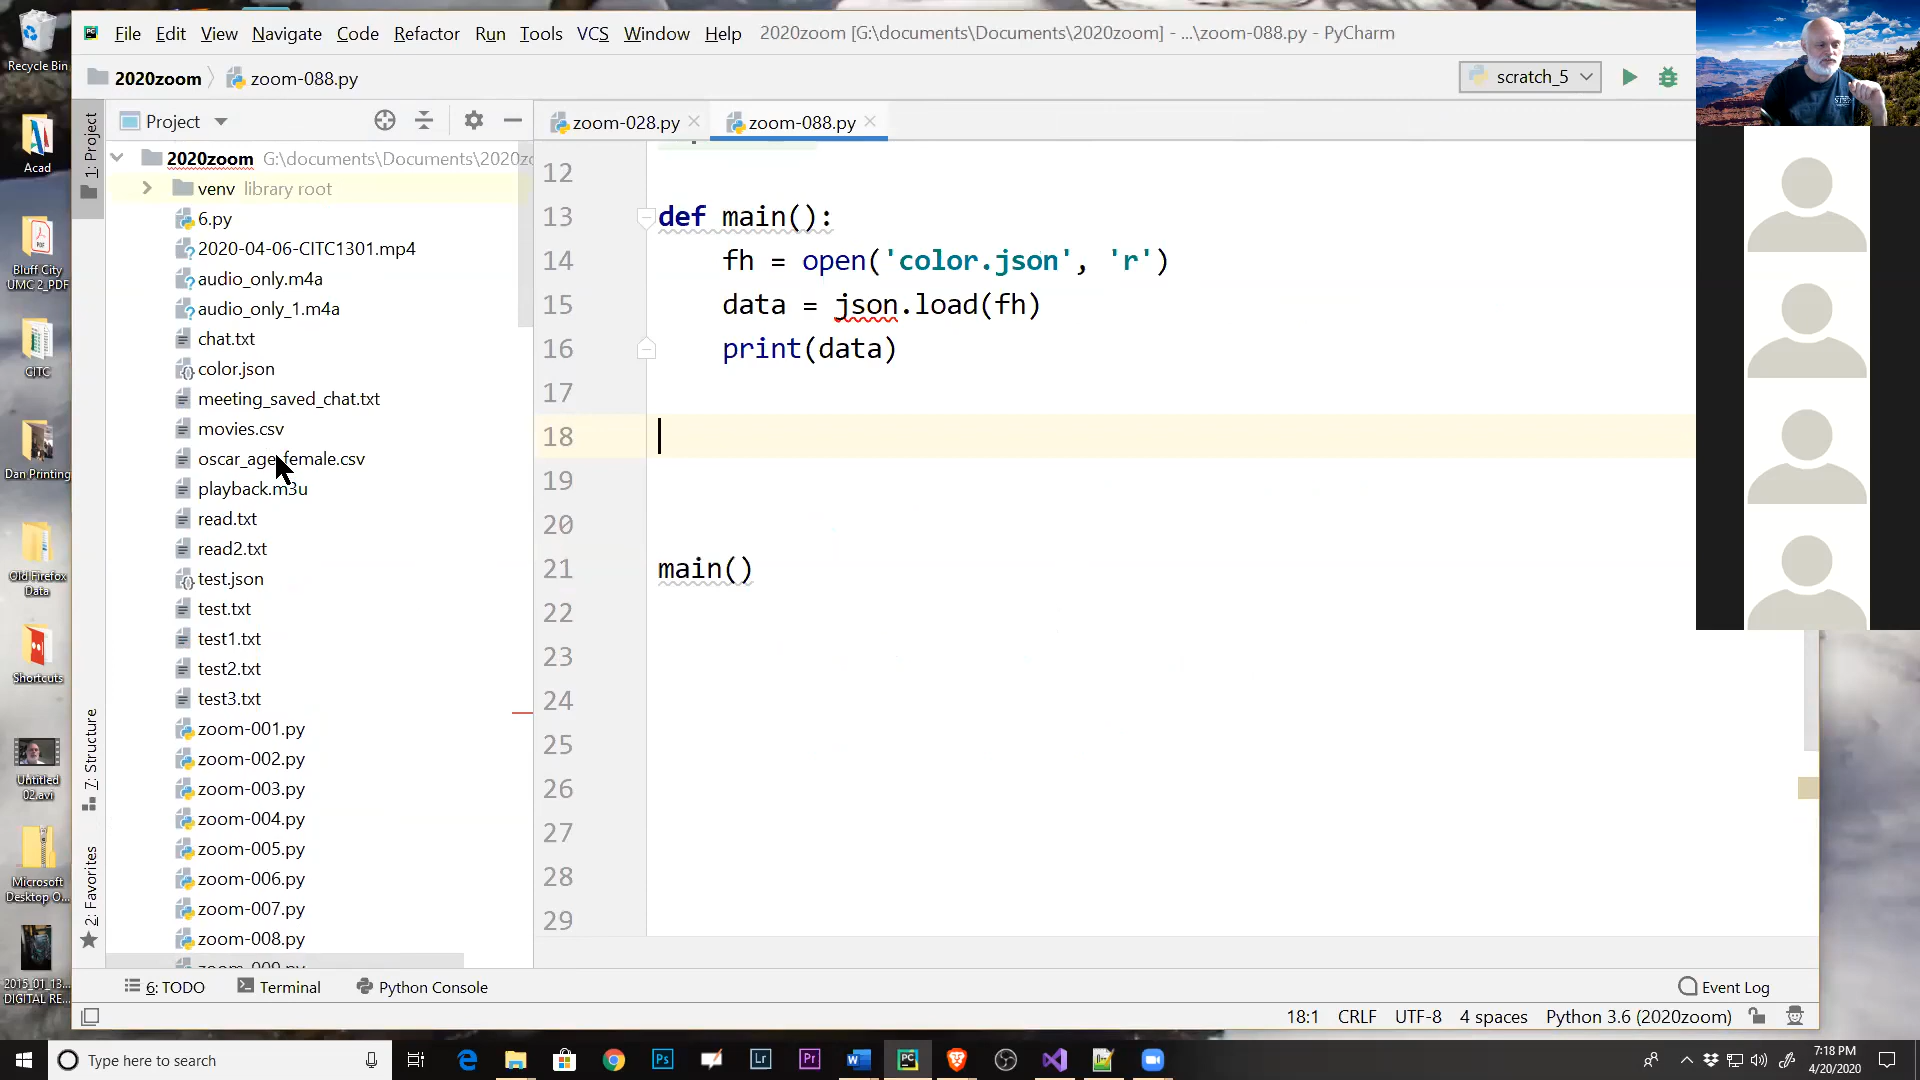 Recycle Bin
Acad
Bluff City
UMC 2_PDF
CITC
Dan Printing
Old Firefox
Data
Shortcuts
Untitled
02.avi
Microsoft
Desktop O...
2015_01_13...
DIGITAL RE...
File Edit View Navigate Code Refactor Run Tools VCS Window Help 2020zoom [G:\documents\Documents\2020zoom] - ...\zoom-088.py - PyCharm
2020zoom zoom-088.py scratch_5
1: Project
7: Structure
2: Favorites
Project
2020zoom G:\documents\Documents\2020zo
venv library root
6.py
2020-04-06-CITC1301.mp4
audio_only.m4a
audio_only_1.m4a
chat.txt
color.json
meeting_saved_chat.txt
movies.csv
oscar_age_female.csv
playback.m3u
read.txt
read2.txt
test.json
test.txt
test1.txt
test2.txt
test3.txt
zoom-001.py
zoom-002.py
zoom-003.py
zoom-004.py
zoom-005.py
zoom-006.py
zoom-007.py
zoom-008.py
zoom-009.py
zoom-028.py zoom-088.py
12
13 def main():
14 fh = open('color.json', 'r')
15 data = json.load(fh)
16 print(data)
17
18
19
20
21 main()
22
23
24
25
26
27
28
29
6: TODO Terminal Python Console Event Log
18:1 CRLF UTF-8 4 spaces Python 3.6 (2020zoom)
Type here to search
7:18 PM
4/20/2020